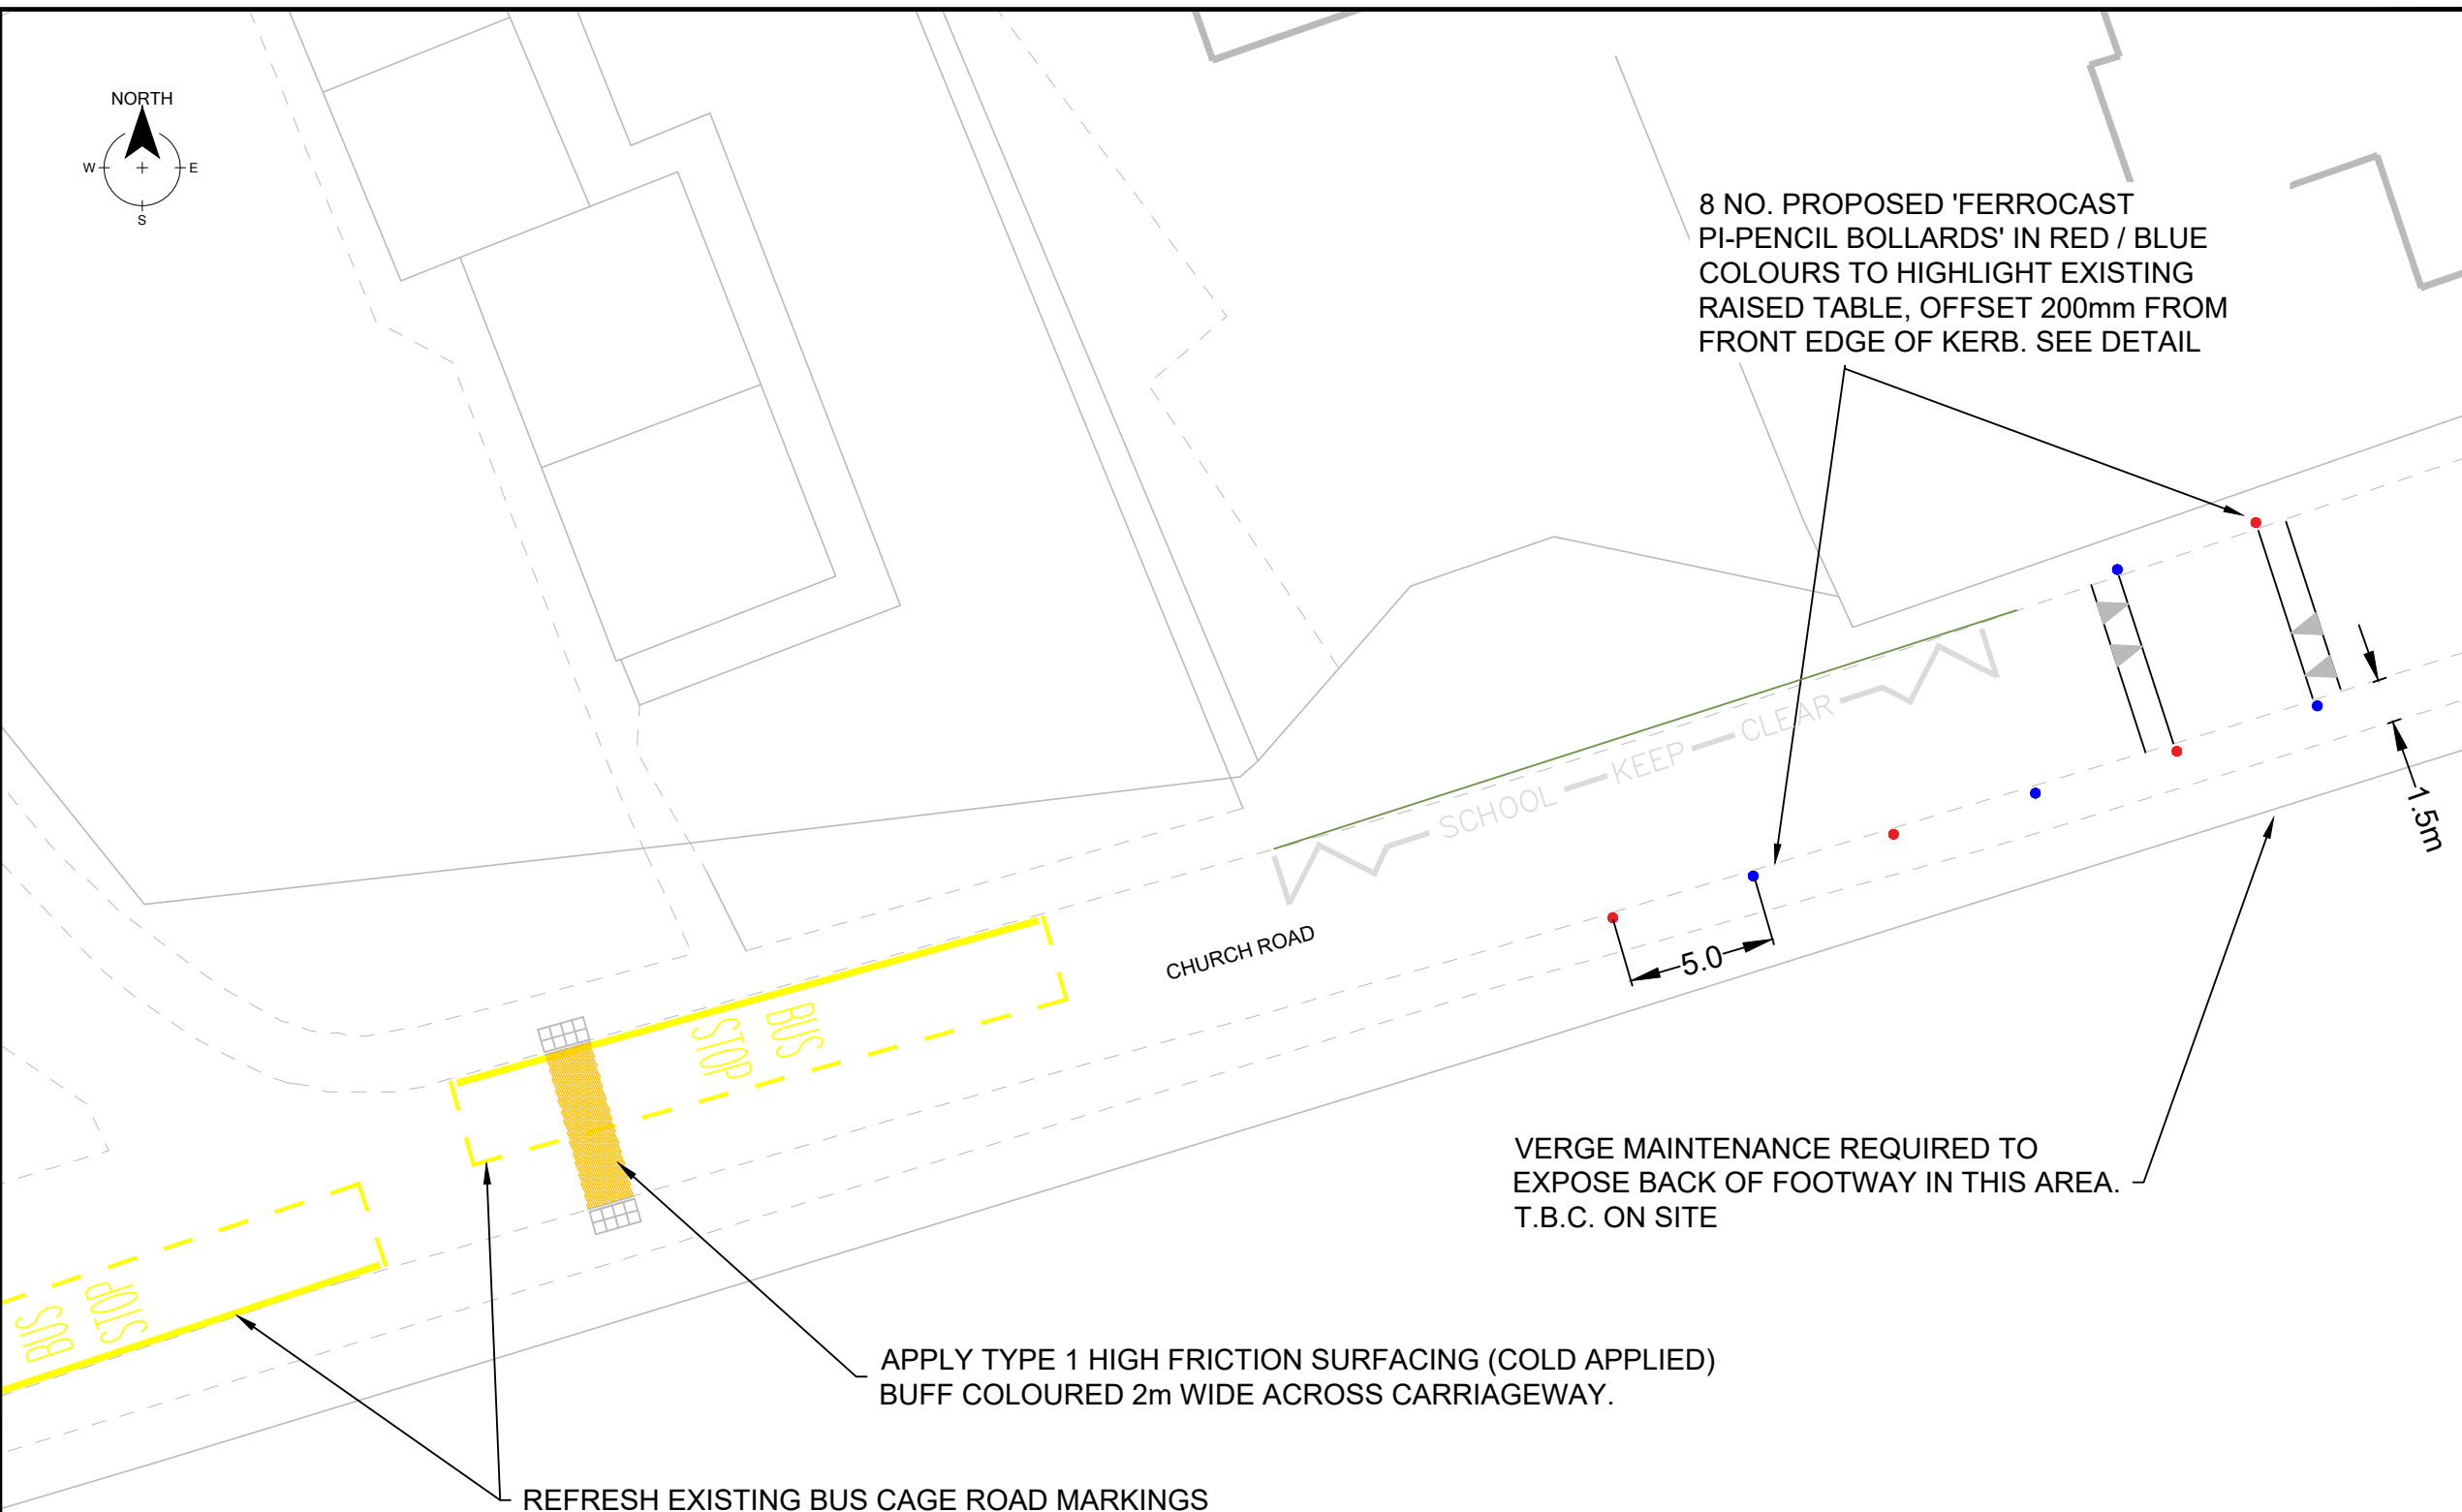 NORTH
W
E
S
8 NO. PROPOSED 'FERROCAST
PI-PENCIL BOLLARDS' IN RED / BLUE
COLOURS TO HIGHLIGHT EXISTING
RAISED TABLE, OFFSET 200mm FROM
FRONT EDGE OF KERB. SEE DETAIL
SCHOOL KEEP CLEAR
1.5m
CHURCH ROAD
5.0
BUS
STOP
VERGE MAINTENANCE REQUIRED TO
EXPOSE BACK OF FOOTWAY IN THIS AREA.
T.B.C. ON SITE
BUS
STOP
APPLY TYPE 1 HIGH FRICTION SURFACING (COLD APPLIED)
BUFF COLOURED 2m WIDE ACROSS CARRIAGEWAY.
REFRESH EXISTING BUS CAGE ROAD MARKINGS